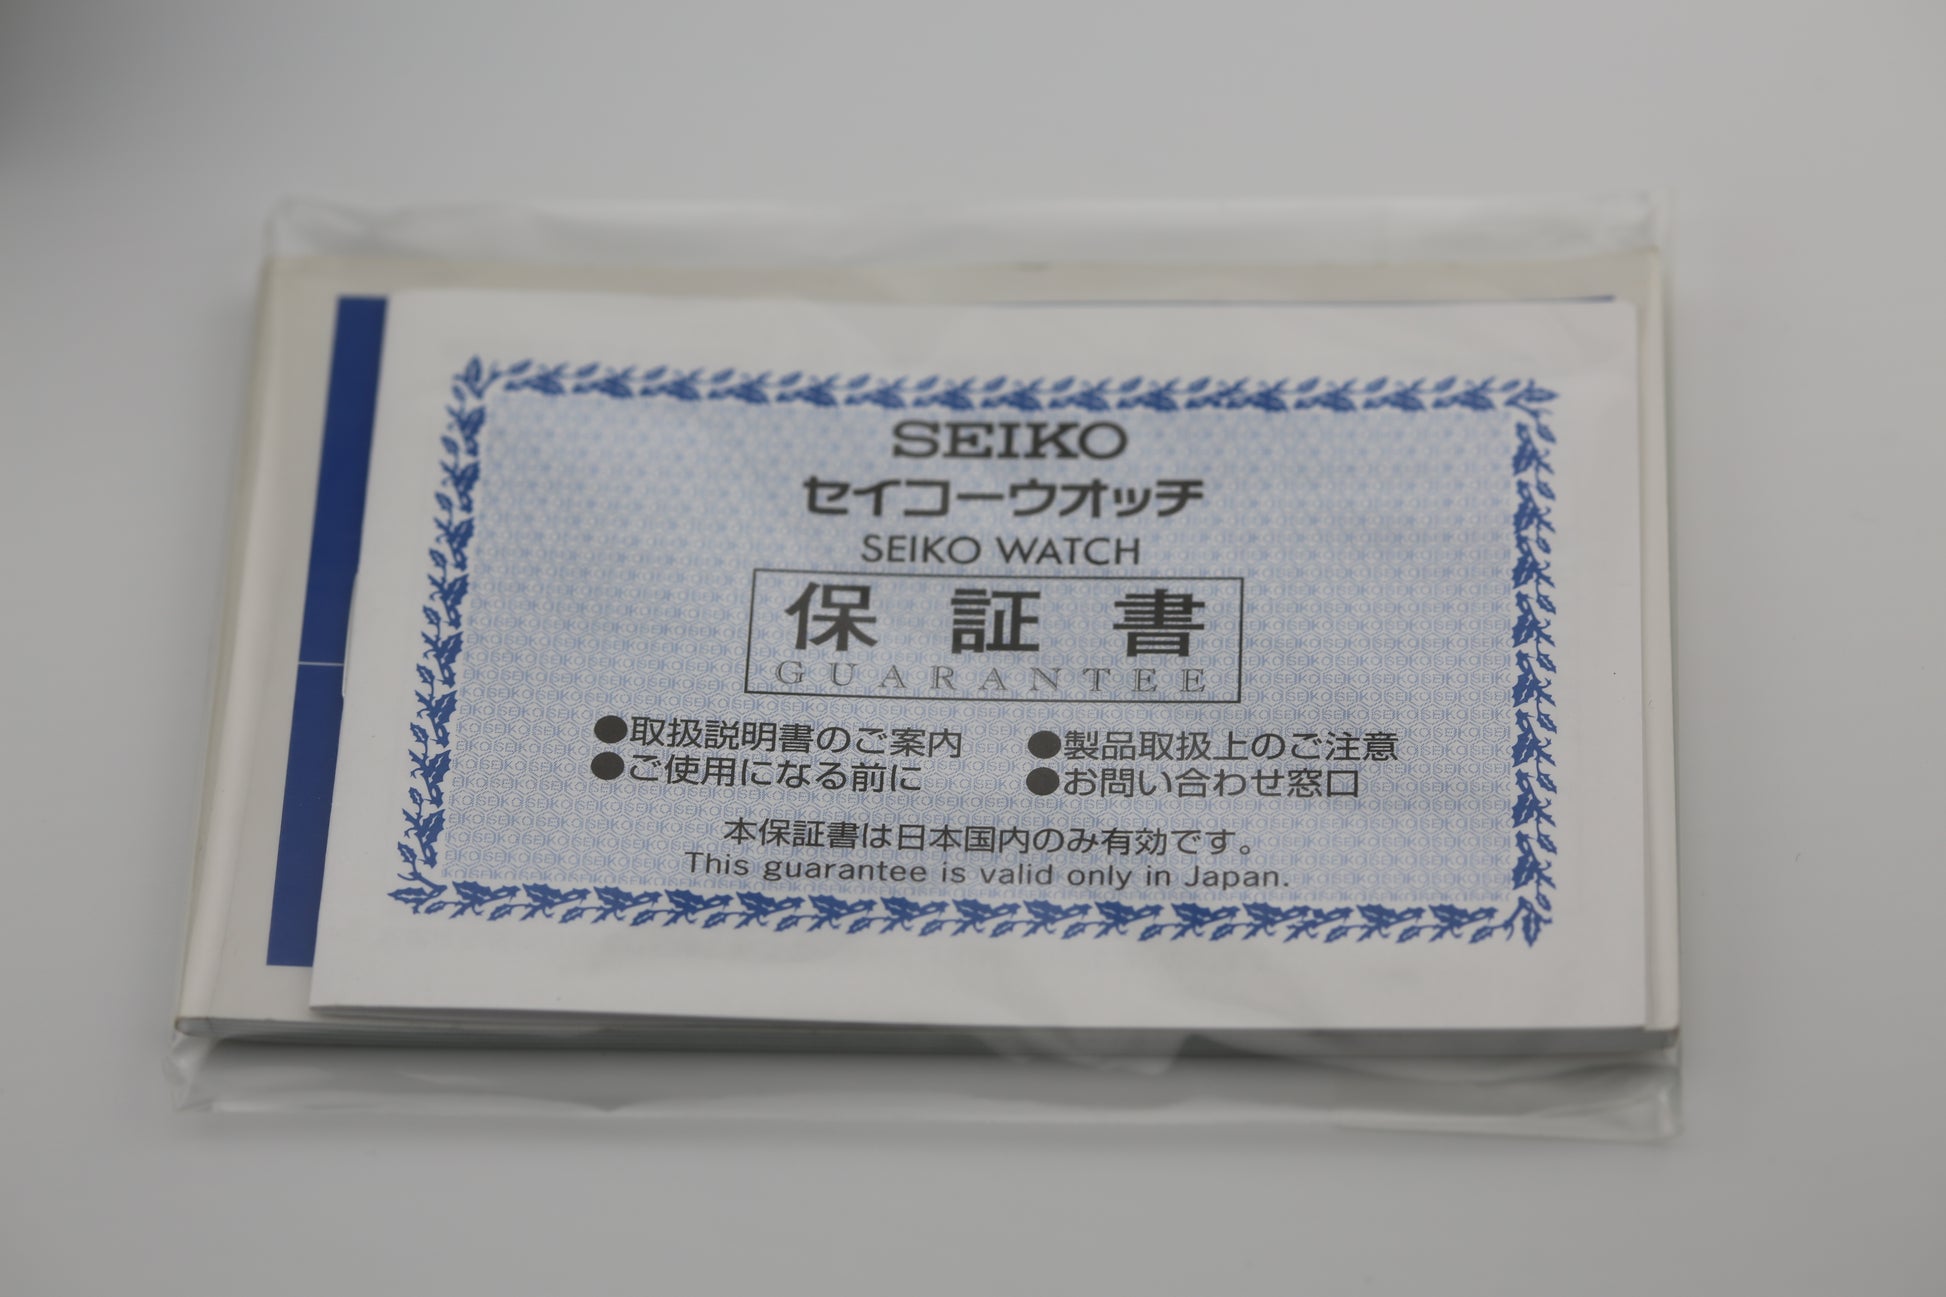 SEIKO
セイコーウオッチ
SEIKO WATCH
保証書
GUARANTEE
●取扱説明書のご案内 ●製品取扱上のご注意
●ご使用になる前に ●お問い合わせ窓口
本保証書は日本国内のみ有効です。
This guarantee is valid only in Japan.